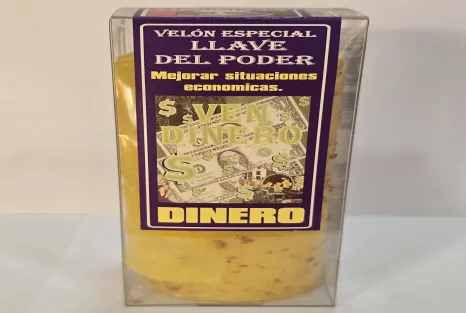 VELÓN ESPECIAL
LLAVE
DEL PODER
Mejorar situaciones
economicas.
VEN
DINERO
DINERO